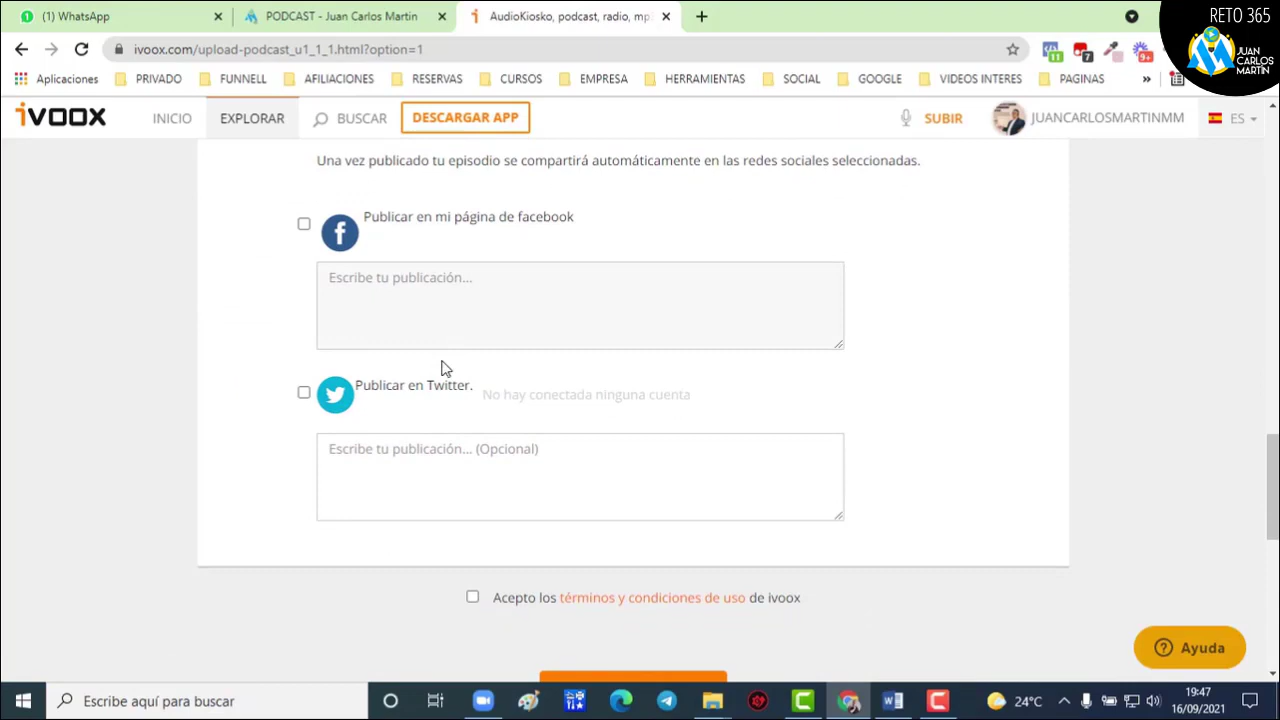 (1) WhatsApp
PODCAST - Juan Carlos Martin
AudioKiosko, podcast, radio, mp
RETO 365
JUAN
CARLOS
MARTIN
ivoox.com/upload-podcast_u1_1_1.html?option=1
11
7
9+
Aplicaciones
PRIVADO
FUNNELL
AFILIACIONES
RESERVAS
CURSOS
EMPRESA
HERRAMIENTAS
SOCIAL
GOOGLE
VIDEOS INTERES
PAGINAS
»
iVOOX
INICIO
EXPLORAR
BUSCAR
DESCARGAR APP
SUBIR
JUANCARLOSMARTINMM
ES
Una vez publicado tu episodio se compartirá automáticamente en las redes sociales seleccionadas.
Publicar en mi página de facebook
Escribe tu publicación...
Publicar en Twitter.
No hay conectada ninguna cuenta
Escribe tu publicación... (Opcional)
Acepto los términos y condiciones de uso de ivoox
Ayuda
Escribe aquí para buscar
24°C
19:47
16/09/2021